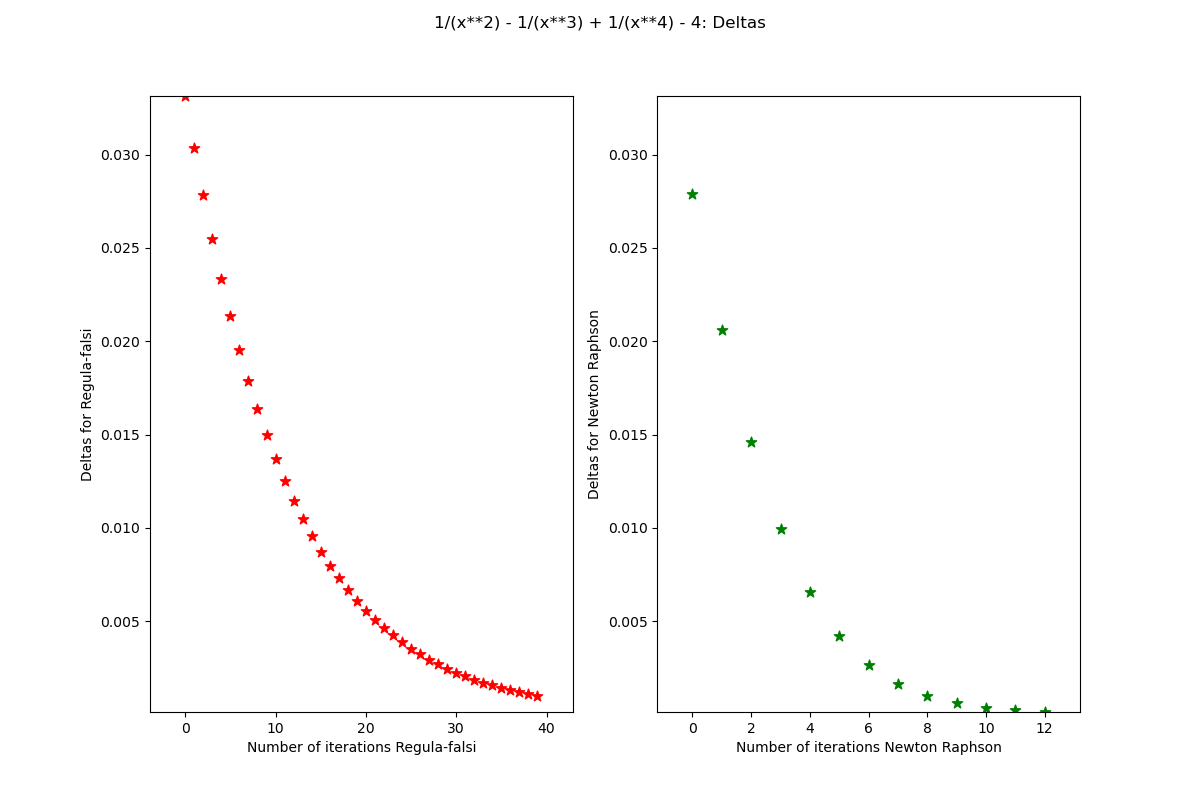 1/(x**2) - 1/(x**3) + 1/(x**4) - 4: Deltas
Deltas for Regula-falsi
0.030
0.025
0.020
0.015
0.010
0.005
0 10 20 30 40
Number of iterations Regula-falsi
Deltas for Newton Raphson
0.030
0.025
0.020
0.015
0.010
0.005
0 2 4 6 8 10 12
Number of iterations Newton Raphson